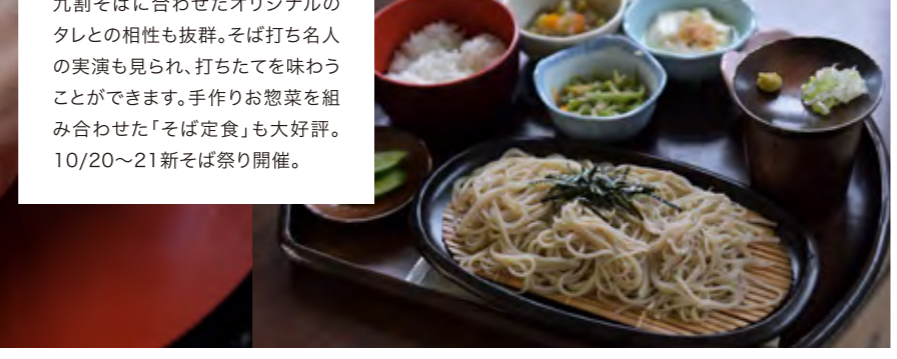 九割そばに合わせたオリジナルの
タレとの相性も抜群。そば打ち名人
の実演も見られ、打ちたてを味わう
ことができます。手作りお惣菜を組
み合わせた「そば定食」も大好評。
10/20〜21新そば祭り開催。